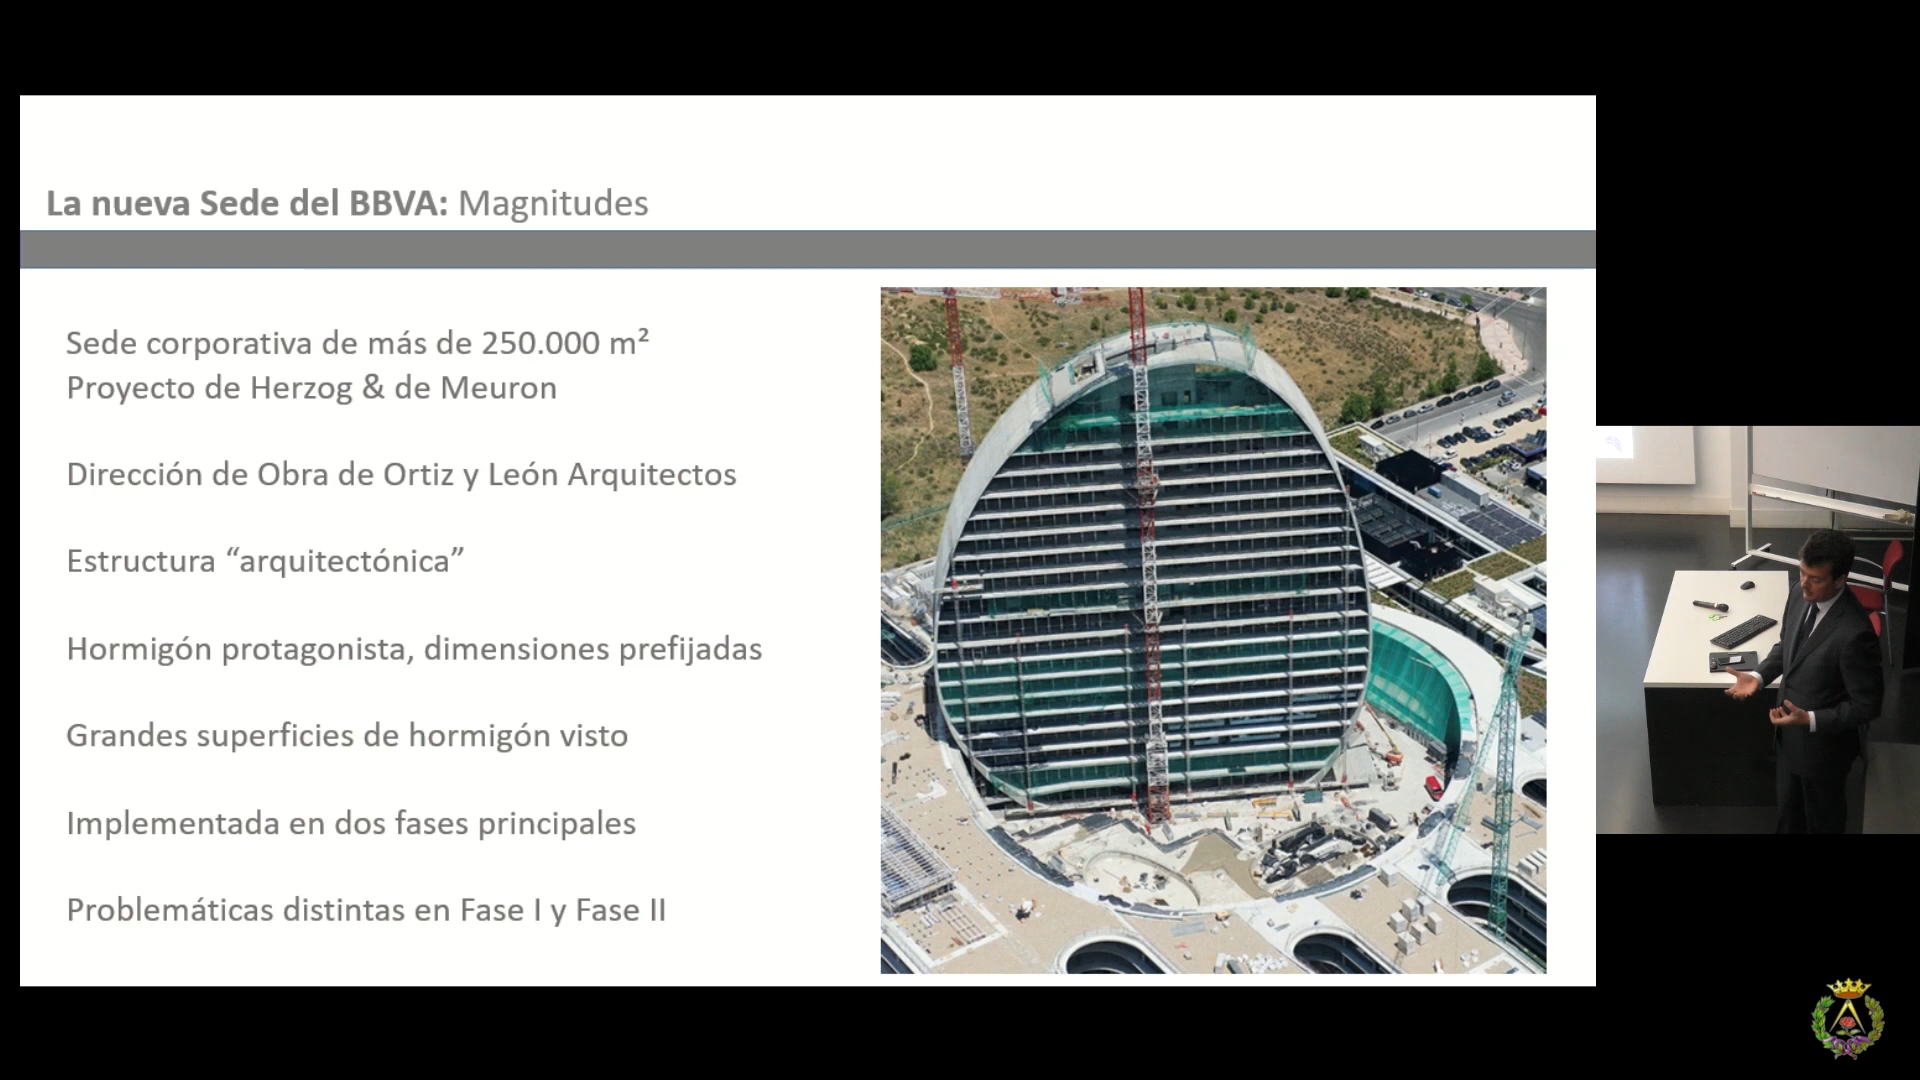 La nueva Sede del BBVA: Magnitudes
Sede corporativa de más de 250.000 m²
Proyecto de Herzog & de Meuron
Dirección de Obra de Ortiz y León Arquitectos
Estructura “arquitectónica”
Hormigón protagonista, dimensiones prefijadas
Grandes superficies de hormigón visto
Implementada en dos fases principales
Problemáticas distintas en Fase I y Fase II